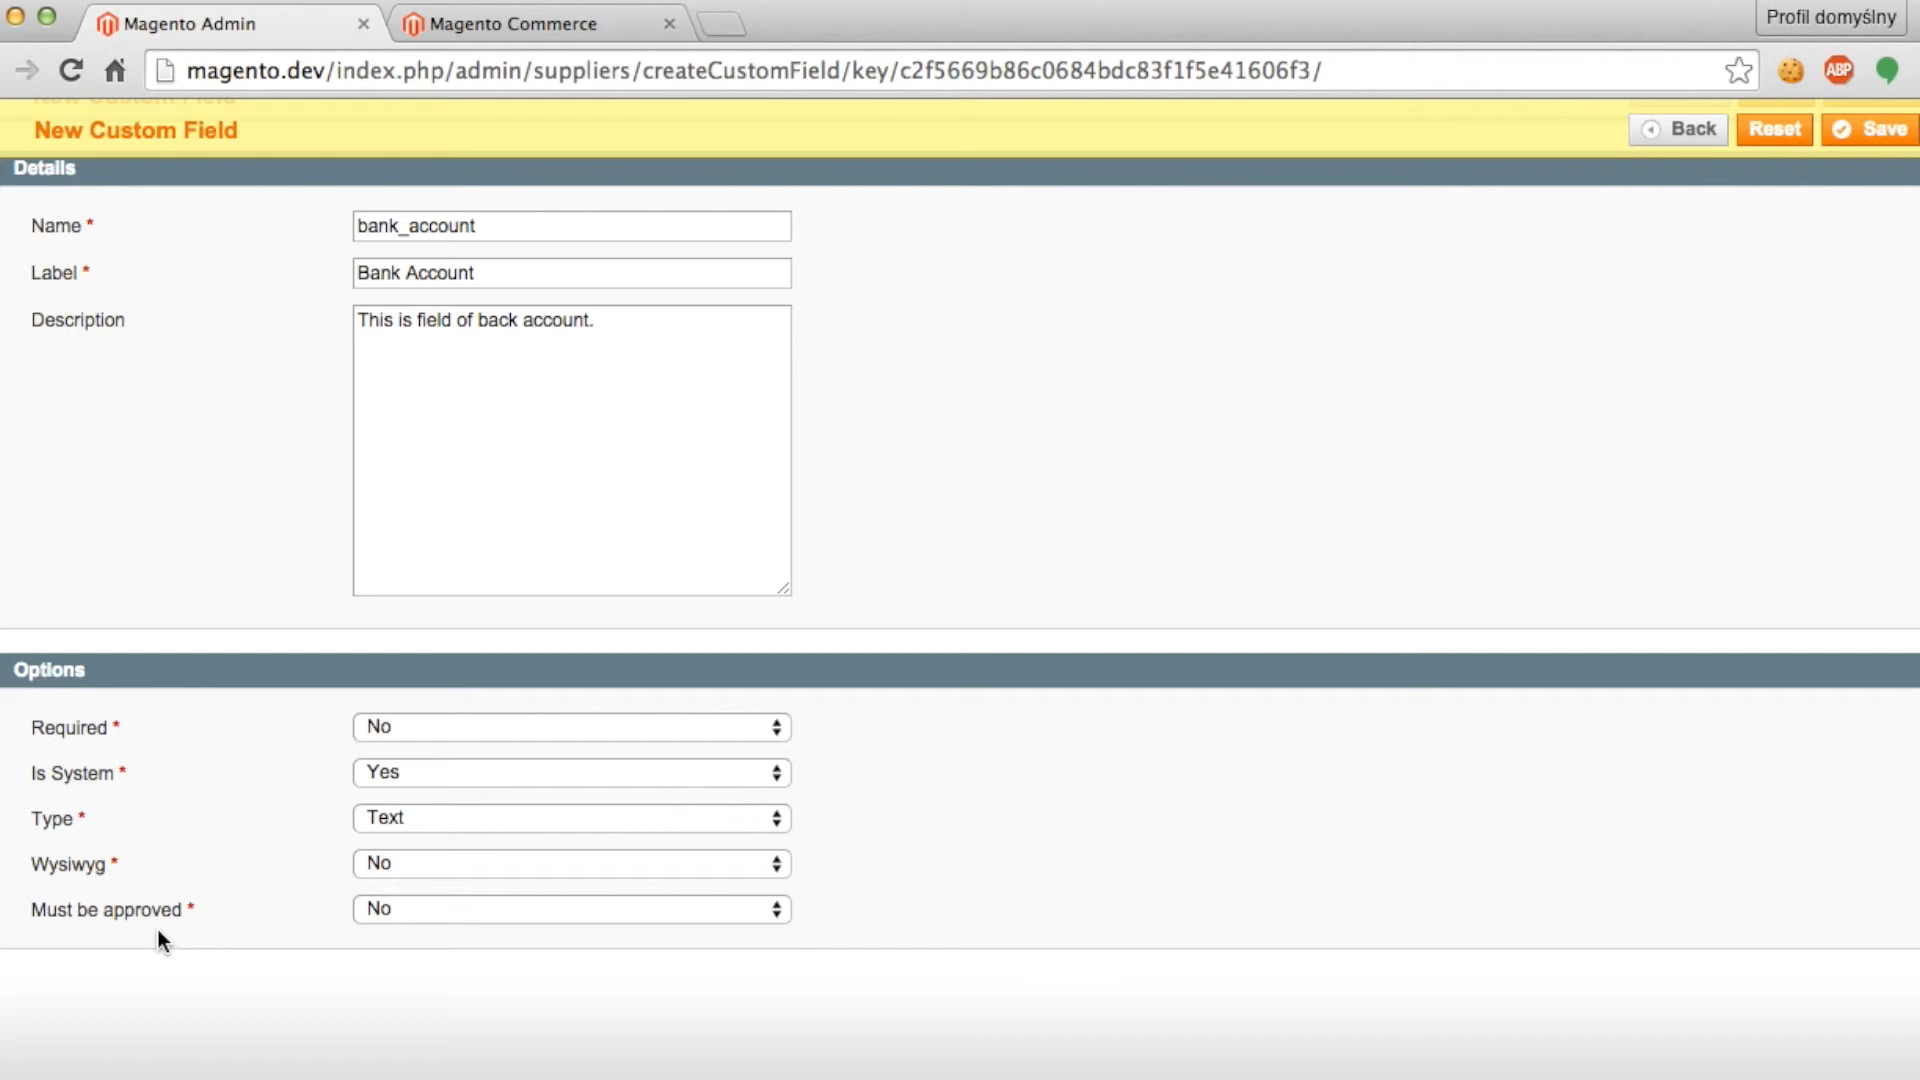 Magento Admin
Magento Commerce
Profil domyślny
magento.dev/index.php/admin/suppliers/createCustomField/key/c2f5669b86c0684bdc83f1f5e41606f3/
ABP
New Custom Field
Back
Reset
Save
Details
Name *
bank_account
Label *
Bank Account
Description
This is field of back account.
Options
Required *
No
Is System *
Yes
Type *
Text
Wysiwyg *
No
Must be approved *
No